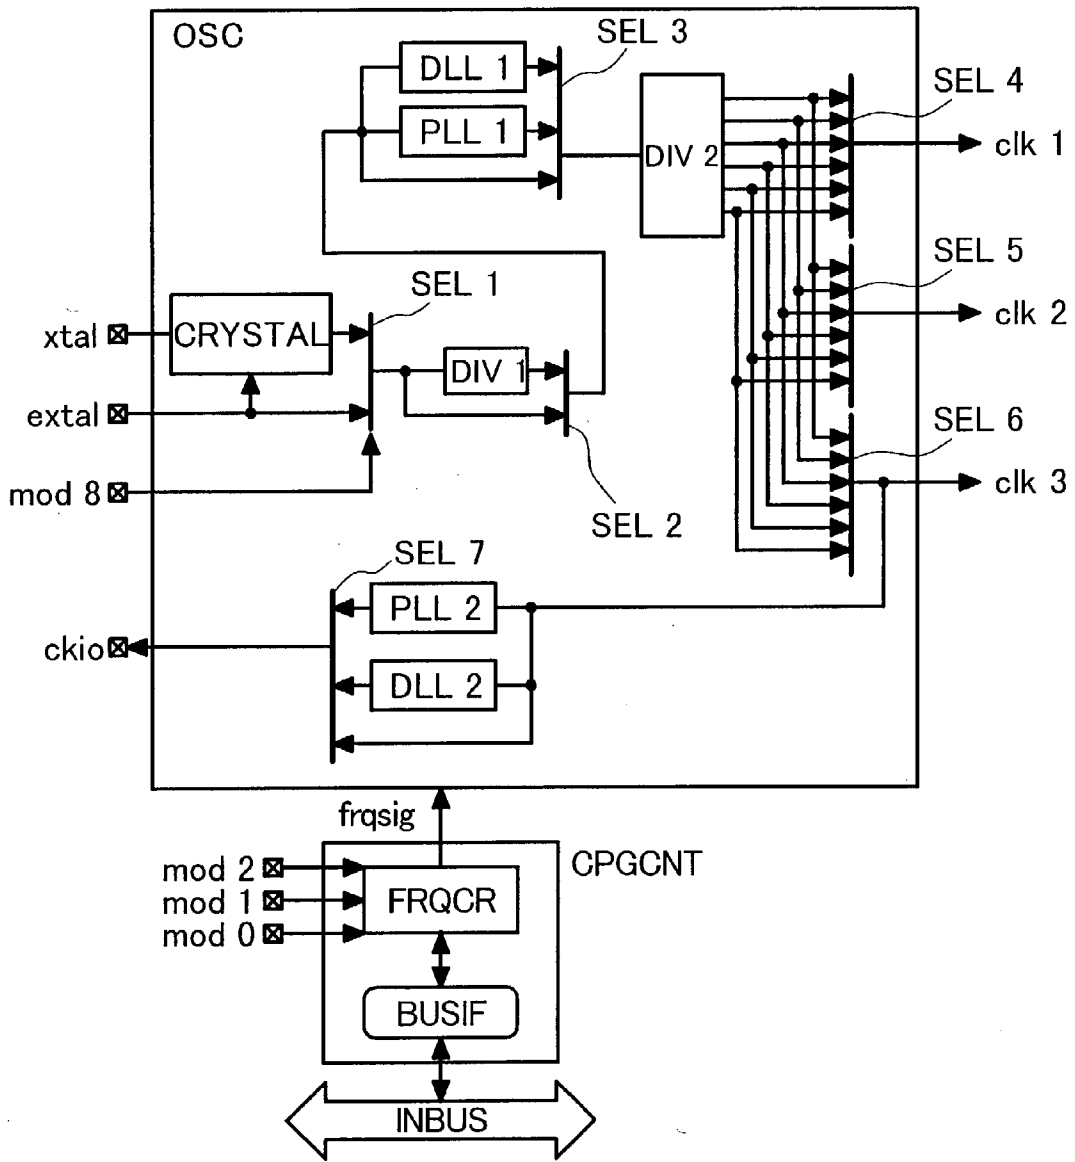 OSC
SEL 3
DLL 1
SEL 4
PLL 1
clk 1
DIV 2
SEL 5
SEL 1
xtal
CRYSTAL
clk 2
DIV 1
extal
SEL 6
mod 8
clk 3
SEL 2
SEL 7
PLL 2
ckio
DLL 2
frqsig
CPGCNT
mod 2
mod 1
FRQCR
mod 0
BUSIF
INBUS